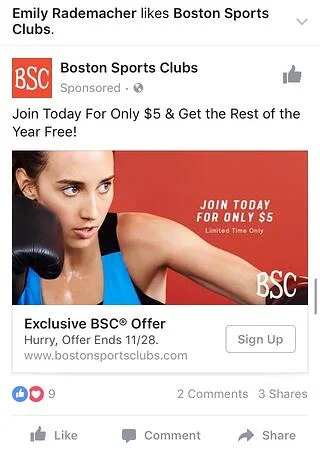 Emily Rademacher likes Boston Sports
Clubs.
BSC
Boston Sports Clubs
Sponsored ·
Join Today For Only $5 & Get the Rest of the
Year Free!
JOIN TODAY
FOR ONLY $5
Limited Time Only
BSC
Exclusive BSC® Offer
Hurry, Offer Ends 11/28.
www.bostonsportsclubs.com
Sign Up
9
2 Comments 3 Shares
Like Comment Share